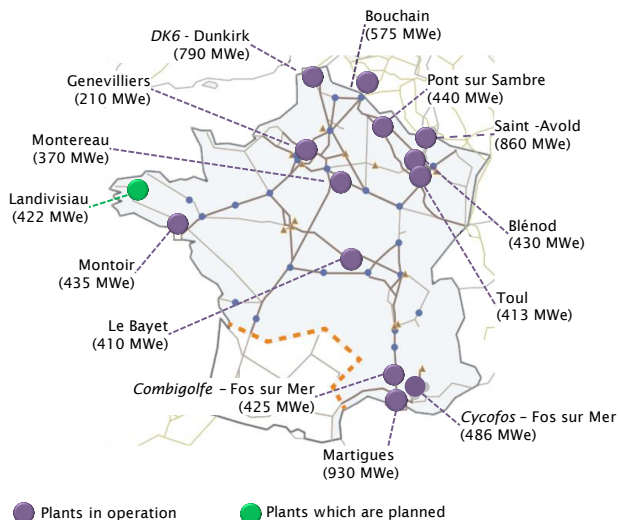 Bouchain
(575 MWe)
DK6 - Dunkirk
(790 MWe)
Genevilliers
(210 MWe)
Pont sur Sambre
(440 MWe)
Saint -Avold
(860 MWe)
Montereau
(370 MWe)
Landivisiau
(422 MWe)
Blénod
(430 MWe)
Montoir
(435 MWe)
Toul
(413 MWe)
Le Bayet
(410 MWe)
Combigolfe – Fos sur Mer
(425 MWe)
Cycofos – Fos sur Mer
(486 MWe)
Martigues
(930 MWe)
Plants in operation
Plants which are planned